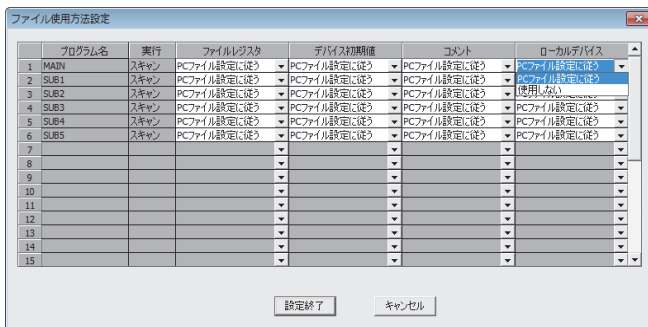 ファイル使用方法設定
プログラム名 実行 ファイルレジスタ デバイス初期値 コメント ローカルデバイス
1 MAIN スキャン PCファイル設定に従う PCファイル設定に従う PCファイル設定に従う PCファイル設定に従う
2 SUB1 スキャン PCファイル設定に従う PCファイル設定に従う PCファイル設定に従う PCファイル設定に従う
3 SUB2 スキャン PCファイル設定に従う PCファイル設定に従う PCファイル設定に従う 使用しない
4 SUB3 スキャン PCファイル設定に従う PCファイル設定に従う PCファイル設定に従う PCファイル設定に従う
5 SUB4 スキャン PCファイル設定に従う PCファイル設定に従う PCファイル設定に従う PCファイル設定に従う
6 SUB5 スキャン PCファイル設定に従う PCファイル設定に従う PCファイル設定に従う PCファイル設定に従う
7
8
9
10
11
12
13
14
15
設定終了 キャンセル